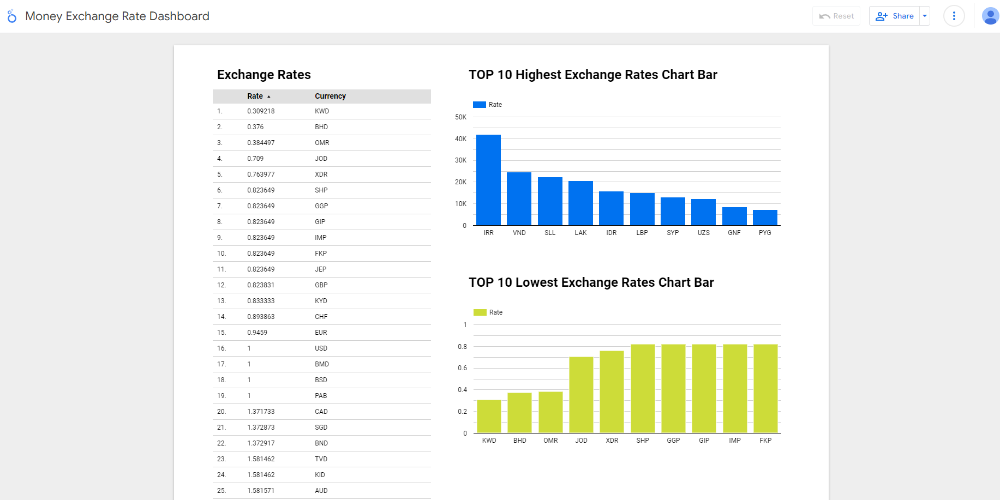 Money Exchange Rate Dashboard
Reset
Share
Exchange Rates
Rate Currency
1. 0.309218 KWD
2. 0.376 BHD
3. 0.384497 OMR
4. 0.709 JOD
5. 0.763977 XDR
6. 0.823649 SHP
7. 0.823649 GGP
8. 0.823649 GIP
9. 0.823649 IMP
10. 0.823649 FKP
11. 0.823649 JEP
12. 0.823831 GBP
13. 0.833333 KYD
14. 0.893863 CHF
15. 0.9459 EUR
16. 1 USD
17. 1 BMD
18. 1 BSD
19. 1 PAB
20. 1.371733 CAD
21. 1.372873 SGD
22. 1.372917 BND
23. 1.581462 TVD
24. 1.581462 KID
25. 1.581571 AUD
TOP 10 Highest Exchange Rates Chart Bar
Rate
50K
40K
30K
20K
10K
0
IRR VND SLL LAK IDR LBP SYP UZS GNF PYG
TOP 10 Lowest Exchange Rates Chart Bar
Rate
1
0.8
0.6
0.4
0.2
0
KWD BHD OMR JOD XDR SHP GGP GIP IMP FKP